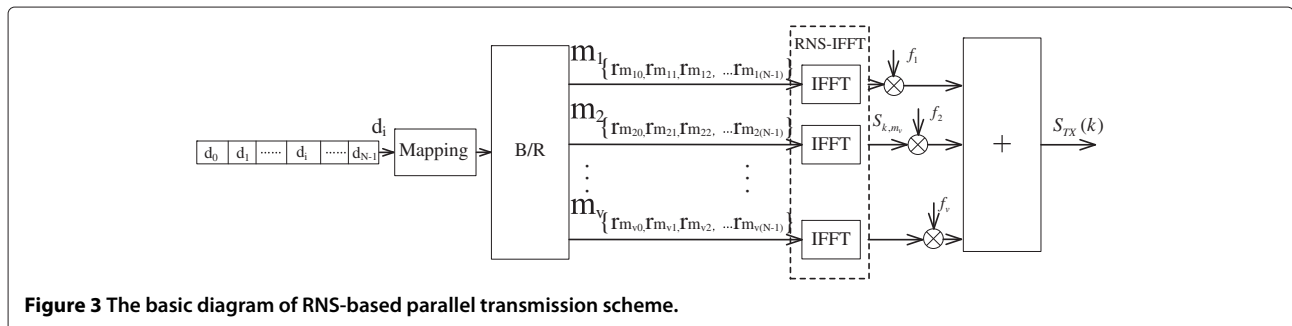 RNS-IFFT
m1 {rm10,rm11,rm12, ...rm1(N-1)} IFFT f1
m2 {rm20,rm21,rm22, ...rm2(N-1)} IFFT Sk,mv f2
di
d0 d1 ...... di ...... dN-1 Mapping B/R + STX(k)
⋮ ⋮
mv {rmv0,rmv1,rmv2, ...rmv(N-1)} IFFT fv
Figure 3 The basic diagram of RNS-based parallel transmission scheme.